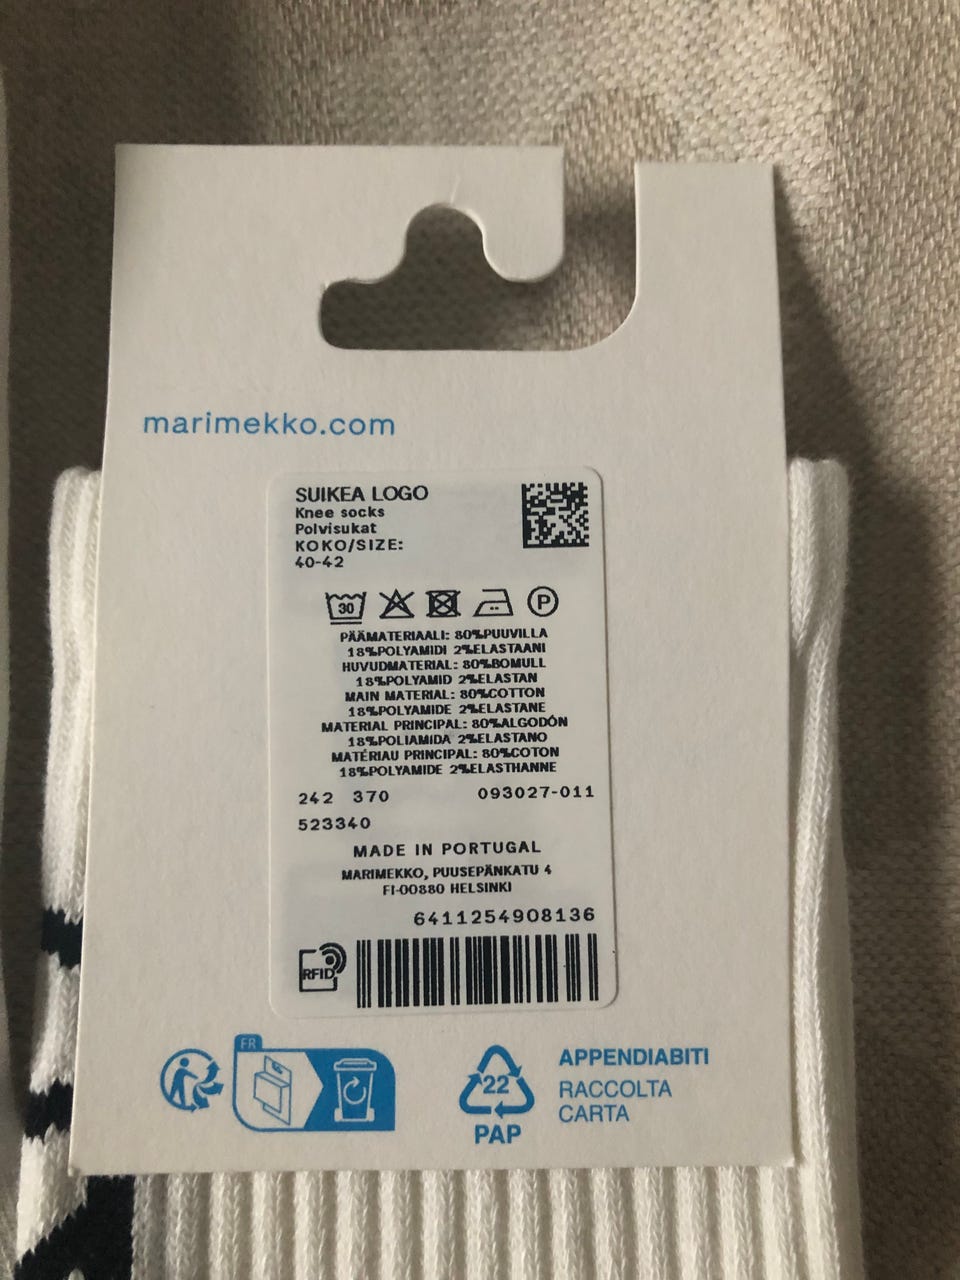 marimekko.com
SUIKEA LOGO
Knee socks
Polvisukat
KOKO/SIZE:
40-42
30
P
PÄÄMATERIAALI: 80%PUUVILLA
18%POLYAMIDI 2%ELASTAANI
HUVUDMATERIAL: 80%BOMULL
18%POLYAMID 2%ELASTAN
MAIN MATERIAL: 80%COTTON
18%POLYAMIDE 2%ELASTANE
MATERIAL PRINCIPAL: 80%ALGODÓN
18%POLIAMIDA 2%ELASTANO
MATÉRIAU PRINCIPAL: 80%COTON
18%POLYAMIDE 2%ELASTHANNE
242 370 093027-011
523340
MADE IN PORTUGAL
MARIMEKKO, PUUSEPÄNKATU 4
FI-00880 HELSINKI
6411254908136
RFID
FR
22
PAP
APPENDIABITI
RACCOLTA
CARTA